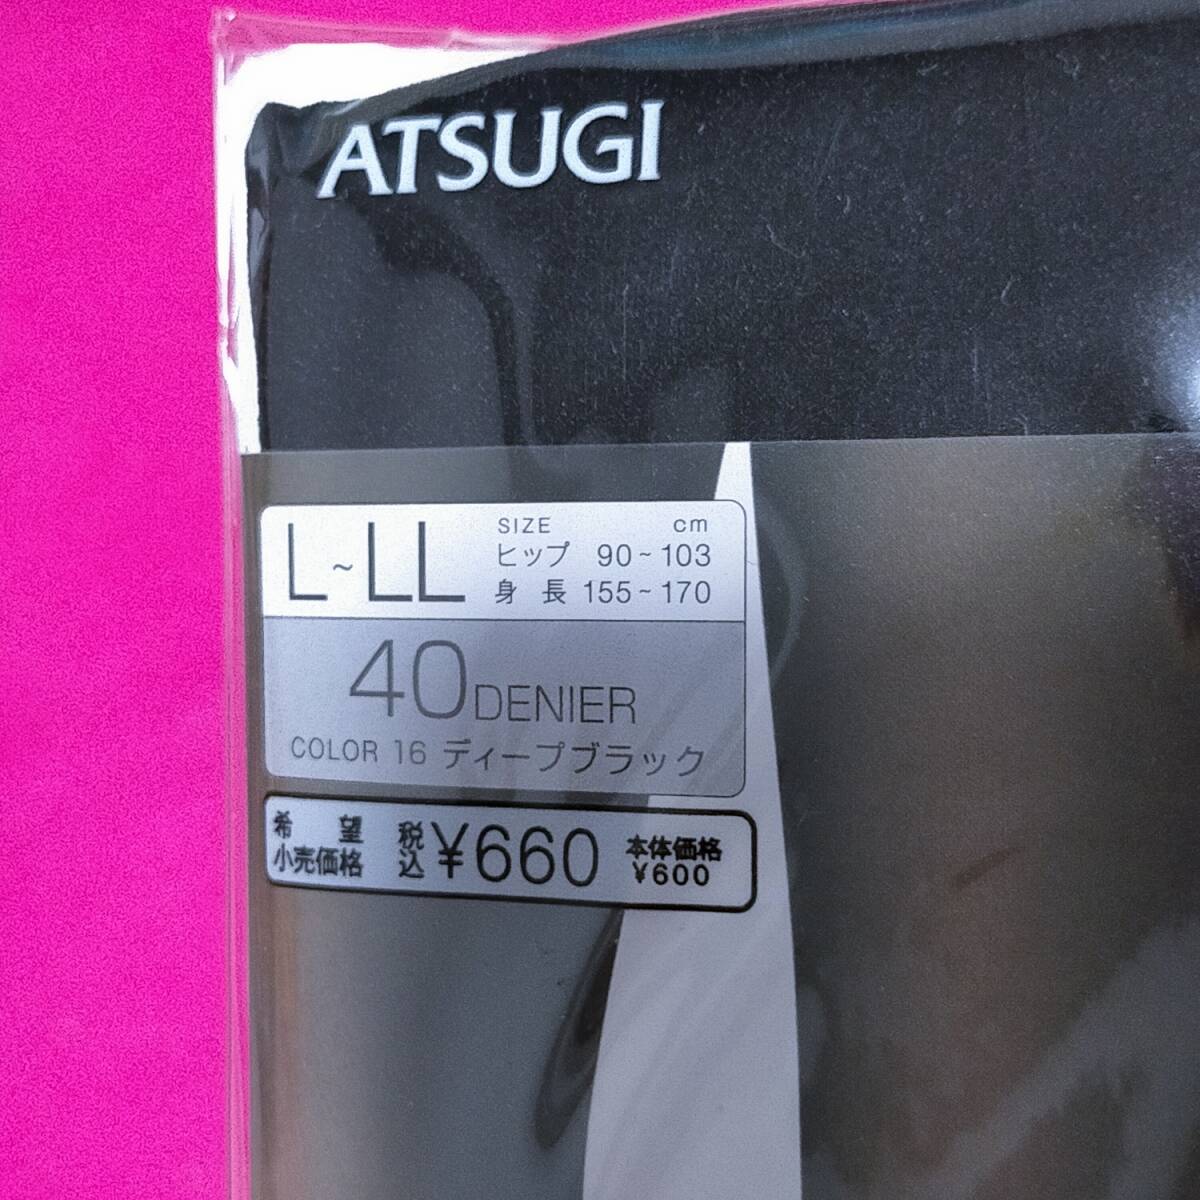 ATSUGI
L~LL
SIZE cm
ヒップ 90~103
身長 155~170
40DENIER
COLOR 16 ディープブラック
希望小売価格 税込¥660 本体価格¥600